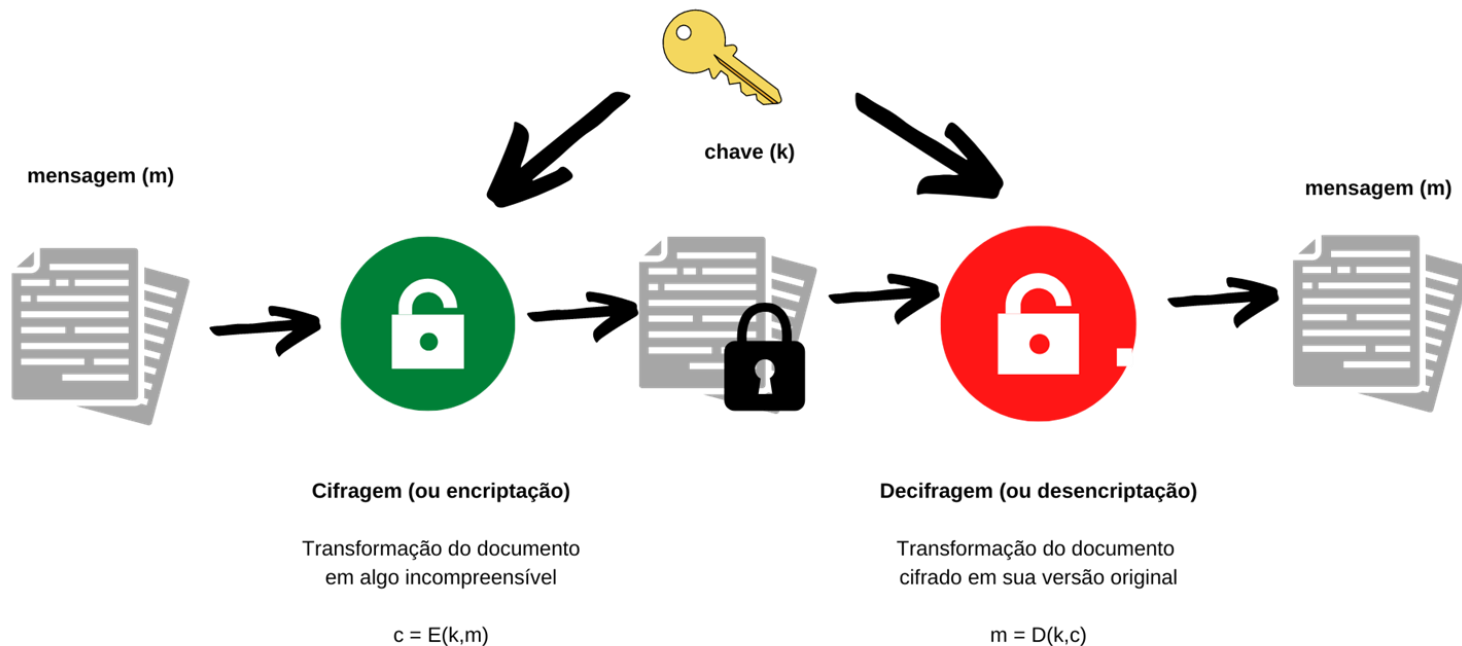 chave (k)
mensagem (m)
mensagem (m)
Cifragem (ou encriptação)
Transformação do documento
em algo incompreensível
c = E(k,m)
Decifragem (ou desencriptação)
Transformação do documento
cifrado em sua versão original
m = D(k,c)